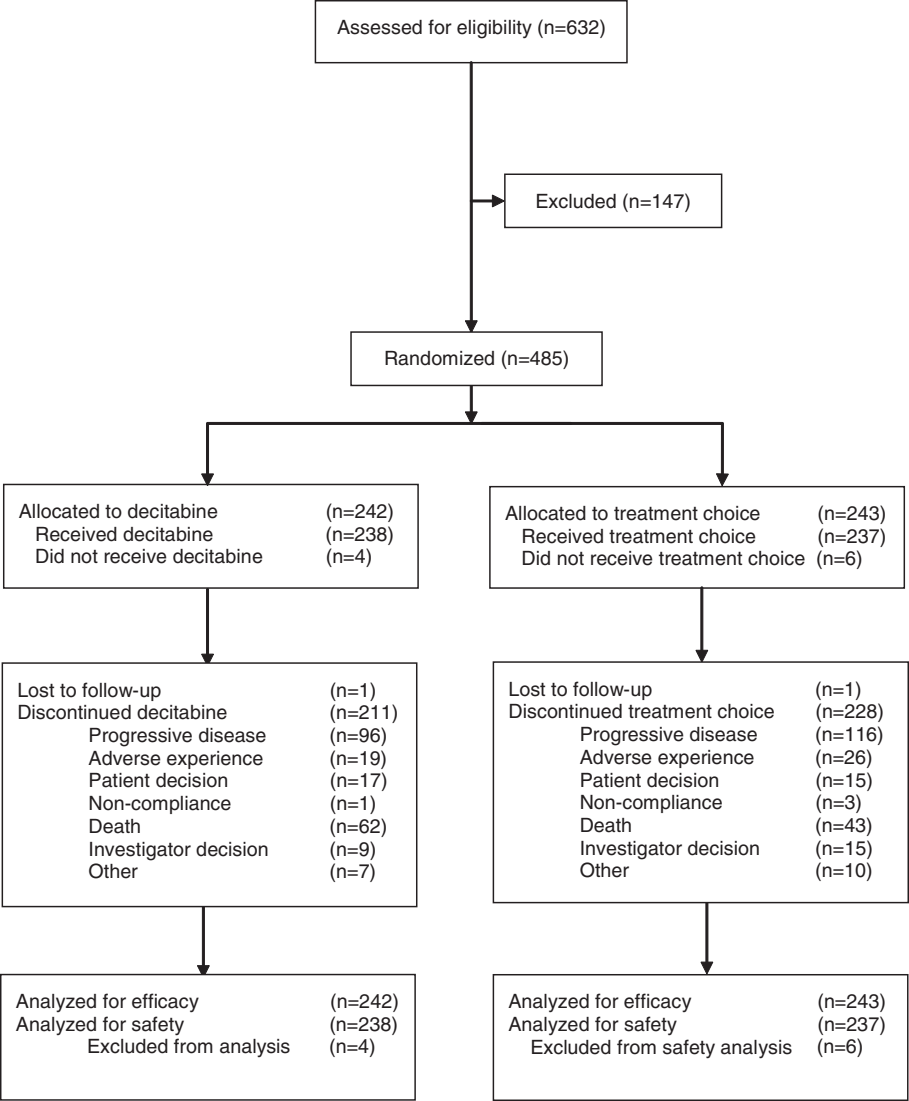 Assessed for eligibility (n=632)
Excluded (n=147)
Randomized (n=485)
Allocated to decitabine (n=242)
Received decitabine (n=238)
Did not receive decitabine (n=4)
Allocated to treatment choice (n=243)
Received treatment choice (n=237)
Did not receive treatment choice (n=6)
Lost to follow-up (n=1)
Discontinued decitabine (n=211)
Progressive disease (n=96)
Adverse experience (n=19)
Patient decision (n=17)
Non-compliance (n=1)
Death (n=62)
Investigator decision (n=9)
Other (n=7)
Lost to follow-up (n=1)
Discontinued treatment choice (n=228)
Progressive disease (n=116)
Adverse experience (n=26)
Patient decision (n=15)
Non-compliance (n=3)
Death (n=43)
Investigator decision (n=15)
Other (n=10)
Analyzed for efficacy (n=242)
Analyzed for safety (n=238)
Excluded from analysis (n=4)
Analyzed for efficacy (n=243)
Analyzed for safety (n=237)
Excluded from safety analysis (n=6)